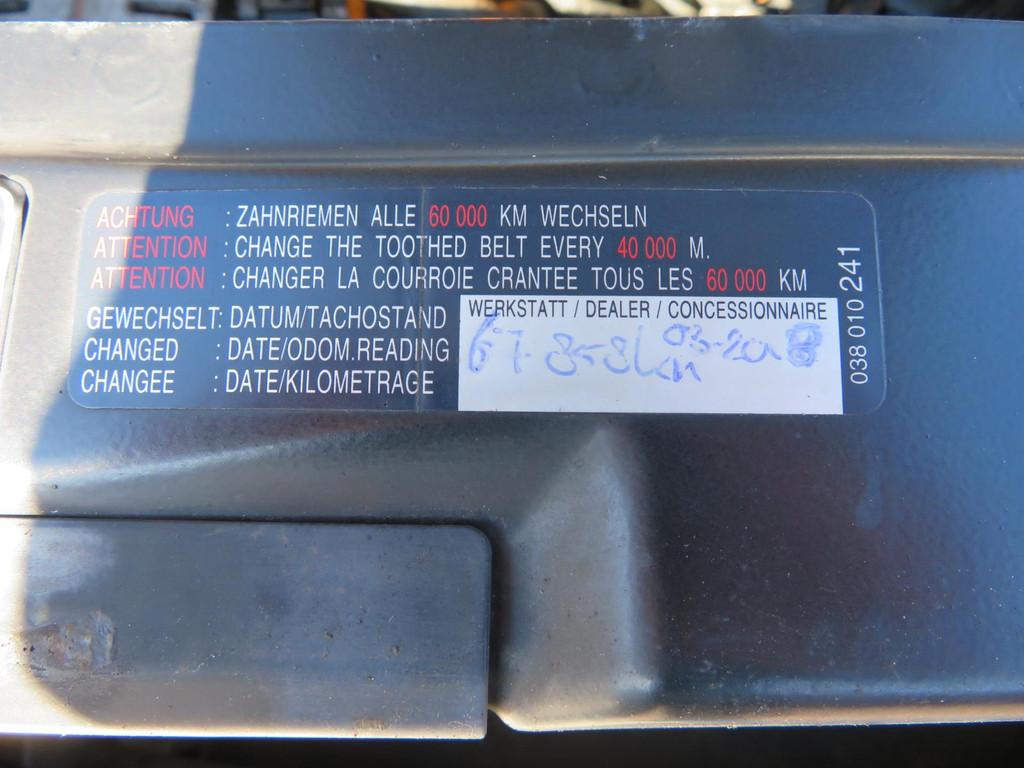 ACHTUNG : ZAHNRIEMEN ALLE 60 000 KM WECHSELN
ATTENTION : CHANGE THE TOOTHED BELT EVERY 40 000 M.
ATTENTION : CHANGER LA COURROIE CRANTEE TOUS LES 60 000 KM
GEWECHSELT: DATUM/TACHOSTAND
CHANGED : DATE/ODOM.READING
CHANGEE : DATE/KILOMETRAGE
WERKSTATT / DEALER / CONCESSIONNAIRE
038 010 241